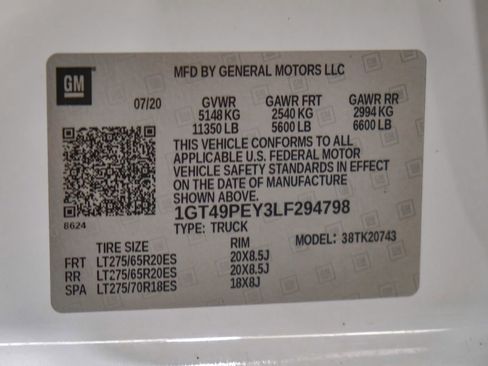 GM
MFD BY GENERAL MOTORS LLC
07/20 GVWR GAWR FRT GAWR RR
5148 KG 2540 KG 2994 KG
11350 LB 5600 LB 6600 LB
THIS VEHICLE CONFORMS TO ALL
APPLICABLE U.S. FEDERAL MOTOR
VEHICLE SAFETY STANDARDS IN EFFECT
ON THE DATE OF MANUFACTURE
SHOWN ABOVE.
8624
1GT49PEY3LF294798
TYPE: TRUCK
TIRE SIZE RIM MODEL: 38TK20743
FRT LT275/65R20ES 20X8.5J
RR LT275/65R20ES 20X8.5J
SPA LT275/70R18ES 18X8J